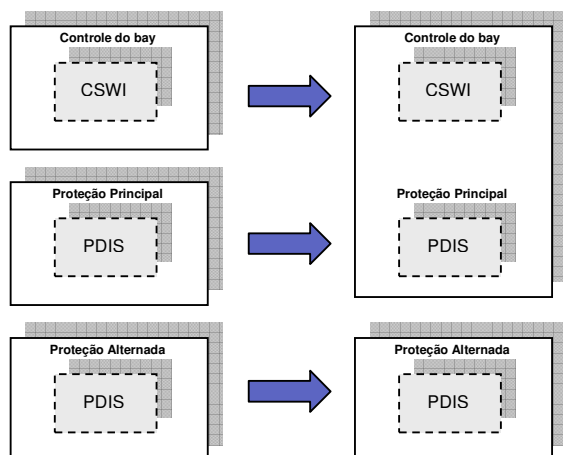 Controle do bay
CSWI
Proteção Principal
PDIS
Proteção Alternada
PDIS
Controle do bay
CSWI
Proteção Principal
PDIS
Proteção Alternada
PDIS